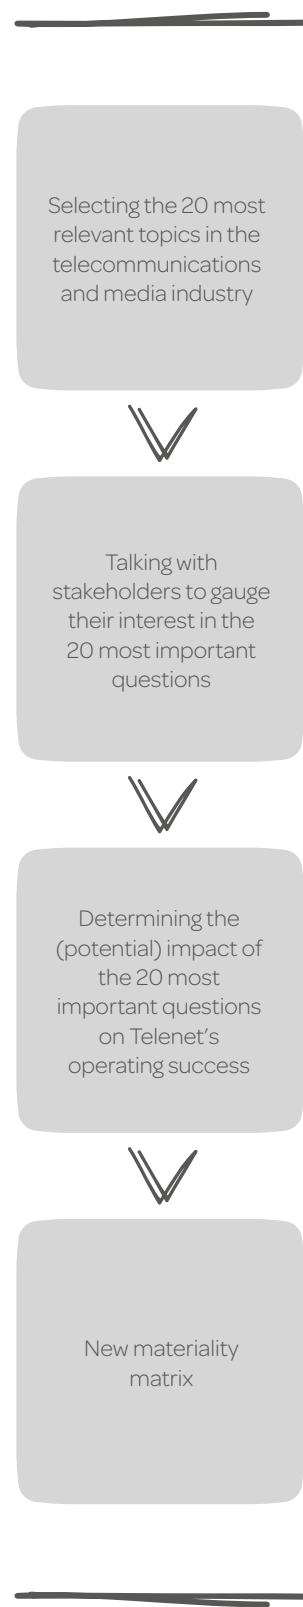 Selecting the 20 most
relevant topics in the
telecommunications
and media industry
Talking with
stakeholders to gauge
their interest in the
20 most important
questions
Determining the
(potential) impact of
the 20 most
important questions
on Telenet's
operating success
New materiality
matrix